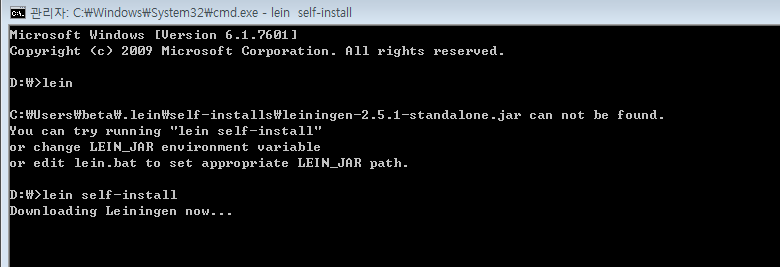 관리자: C:₩Windows₩System32₩cmd.exe - lein  self-install
Microsoft Windows [Version 6.1.7601]
Copyright (c) 2009 Microsoft Corporation. All rights reserved.
D:₩>lein
C:₩Users₩beta₩.lein₩self-installs₩leiningen-2.5.1-standalone.jar can not be found.
You can try running "lein self-install"
or change LEIN_JAR environment variable
or edit lein.bat to set appropriate LEIN_JAR path.
D:₩>lein self-install
Downloading Leiningen now...